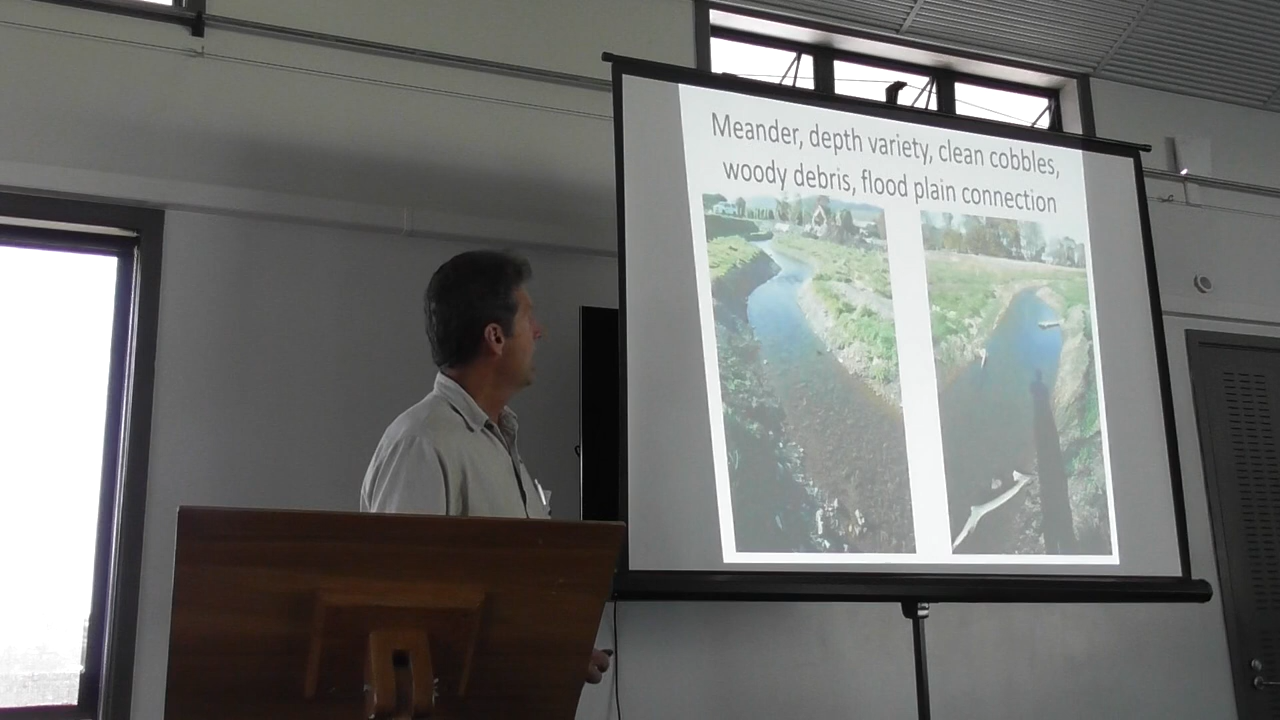 Meander, depth variety, clean cobbles,
woody debris, flood plain connection